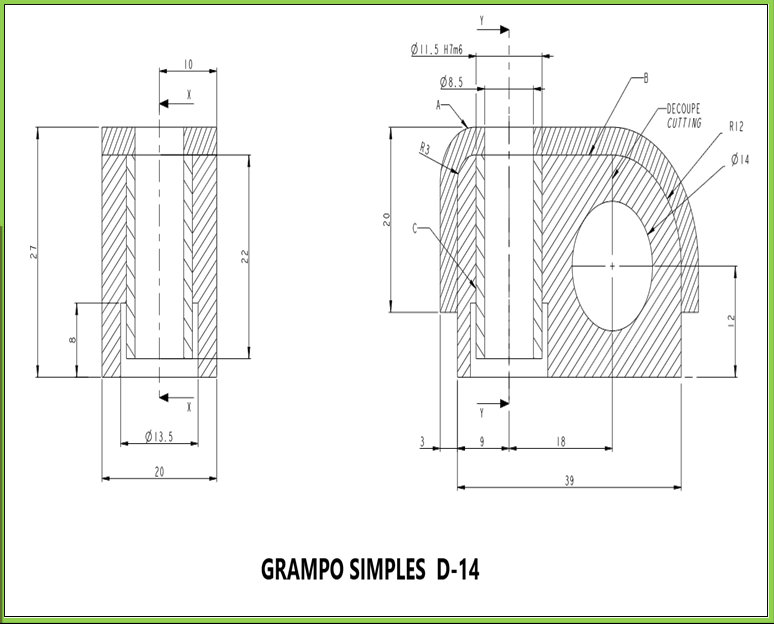 Y
Ø11.5 H7m6
10
Ø8.5
B
X
A
DECOUPE
CUTTING
R12
R3
Ø14
20
27
C
22
12
8
X
Y
Ø13.5
3
9
18
20
39
GRAMPO SIMPLES D-14